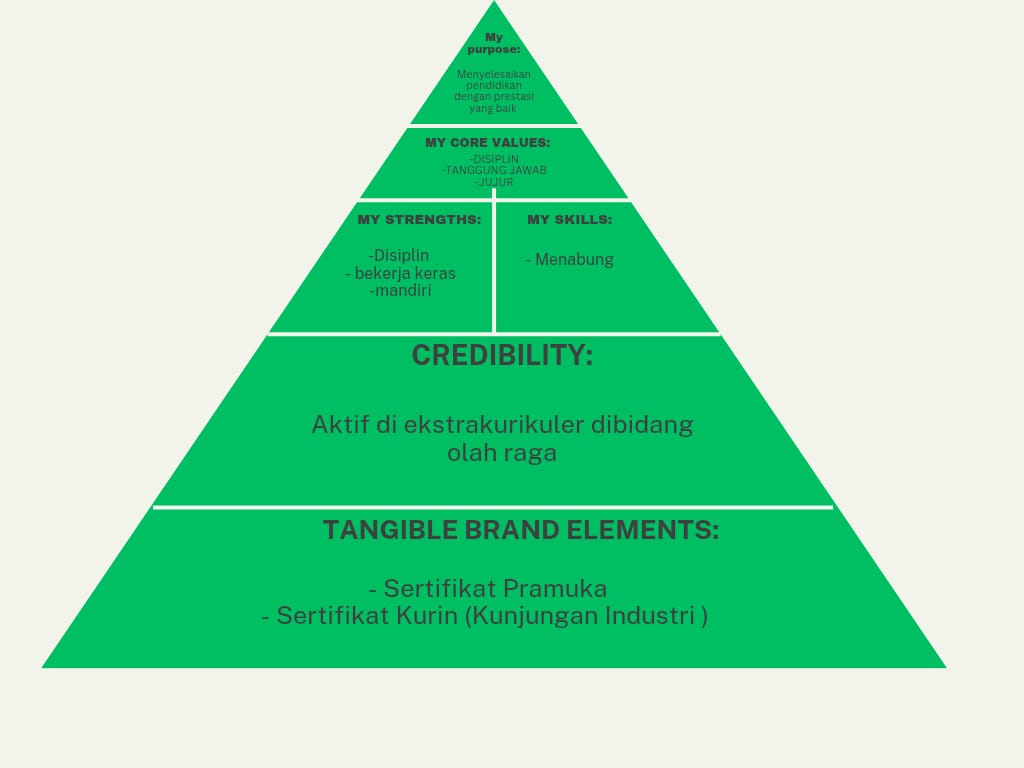 My
purpose:
Menyelesaikan
pendidikan
dengan prestasi
yang baik
MY CORE VALUES:
-DISIPLIN
-TANGGUNG JAWAB
-JUJUR
MY STRENGTHS:
-Disiplin
- bekerja keras
-mandiri
MY SKILLS:
- Menabung
CREDIBILITY:
Aktif di ekstrakurikuler dibidang
olah raga
TANGIBLE BRAND ELEMENTS:
- Sertifikat Pramuka
- Sertifikat Kurin (Kunjungan Industri )